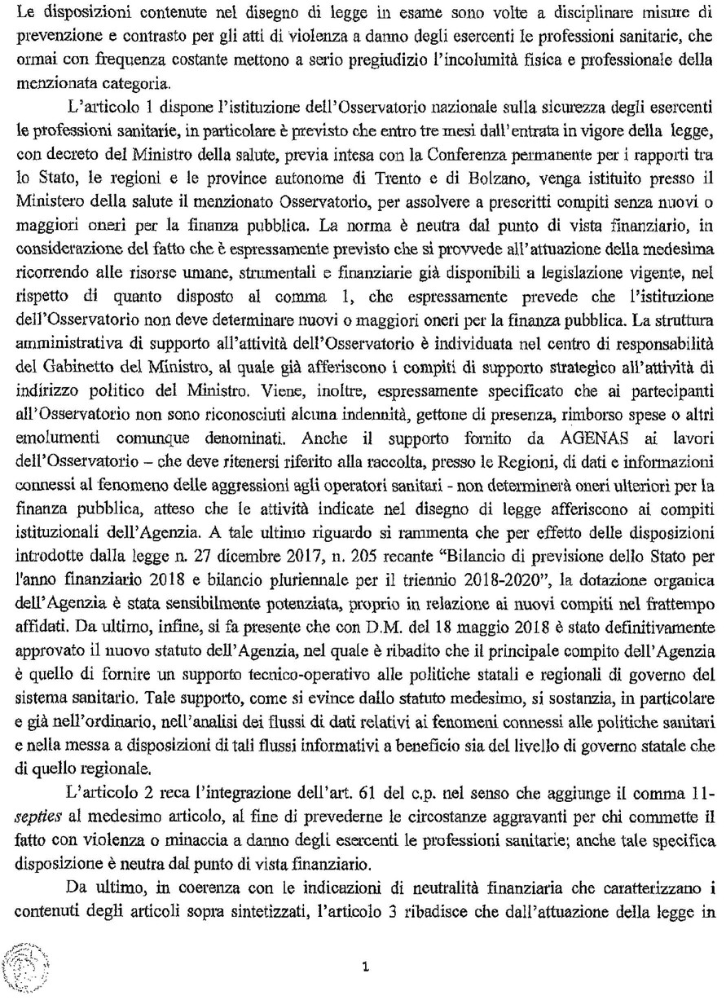 Le disposizioni contenute nel disegno di legge in esame sono volte a disciplinare misure di
prevenzione e contrasto per gli atti di violenza a danno degli esercenti le professioni sanitarie, che
ormai con frequenza costante mettono a serio pregiudizio l'incolumità fisica e professionale della
menzionata categoria.
L'articolo 1 dispone l'istituzione dell'Osservatorio nazionale sulla sicurezza degli esercenti
le professioni sanitarie, in particolare è previsto che entro tre mesi dall'entrata in vigore della legge,
con decreto del Ministro della salute, previa intesa con la Conferenza permanente per i rapporti tra
lo Stato, le regioni e le province autonome di Trento e di Bolzano, venga istituito presso il
Ministero della salute il menzionato Osservatorio, per assolvere a prescritti compiti senza nuovi o
maggiori oneri per la finanza pubblica. La norma è neutra dal punto di vista finanziario, in
considerazione del fatto che è espressamente previsto che si provvede all'attuazione della medesima
ricorrendo alle risorse umane, strumentali e finanziarie già disponibili a legislazione vigente, nel
rispetto di quanto disposto al comma 1, che espressamente prevede che l'istituzione
dell'Osservatorio non deve determinare nuovi o maggiori oneri per la finanza pubblica. La struttura
amministrativa di supporto all'attività dell'Osservatorio è individuata nel centro di responsabilità
del Gabinetto del Ministro, al quale già afferiscono i compiti di supporto strategico all'attività di
indirizzo politico del Ministro. Viene, inoltre, espressamente specificato che ai partecipanti
all'Osservatorio non sono riconosciuti alcuna indennità, gettone di presenza, rimborso spese o altri
emolumenti comunque denominati. Anche il supporto fornito da AGENAS ai lavori
dell'Osservatorio – che deve ritenersi riferito alla raccolta, presso le Regioni, di dati e informazioni
connessi al fenomeno delle aggressioni agli operatori sanitari - non determinerà oneri ulteriori per la
finanza pubblica, atteso che le attività indicate nel disegno di legge afferiscono ai compiti
istituzionali dell'Agenzia. A tale ultimo riguardo si rammenta che per effetto delle disposizioni
introdotte dalla legge n. 27 dicembre 2017, n. 205 recante “Bilancio di previsione dello Stato per
l'anno finanziario 2018 e bilancio pluriennale per il triennio 2018-2020”, la dotazione organica
dell'Agenzia è stata sensibilmente potenziata, proprio in relazione ai nuovi compiti nel frattempo
affidati. Da ultimo, infine, si fa presente che con D.M. del 18 maggio 2018 è stato definitivamente
approvato il nuovo statuto dell'Agenzia, nel quale è ribadito che il principale compito dell'Agenzia
è quello di fornire un supporto tecnico-operativo alle politiche statali e regionali di governo del
sistema sanitario. Tale supporto, come si evince dallo statuto medesimo, si sostanzia, in particolare
e già nell'ordinario, nell'analisi dei flussi di dati relativi ai fenomeni connessi alle politiche sanitari
e nella messa a disposizioni di tali flussi informativi a beneficio sia del livello di governo statale che
di quello regionale.
L'articolo 2 reca l'integrazione dell'art. 61 del c.p. nel senso che aggiunge il comma 11-
septies al medesimo articolo, al fine di prevederne le circostanze aggravanti per chi commette il
fatto con violenza o minaccia a danno degli esercenti le professioni sanitarie; anche tale specifica
disposizione è neutra dal punto di vista finanziario.
Da ultimo, in coerenza con le indicazioni di neutralità finanziaria che caratterizzano i
contenuti degli articoli sopra sintetizzati, l'articolo 3 ribadisce che dall'attuazione della legge in
1